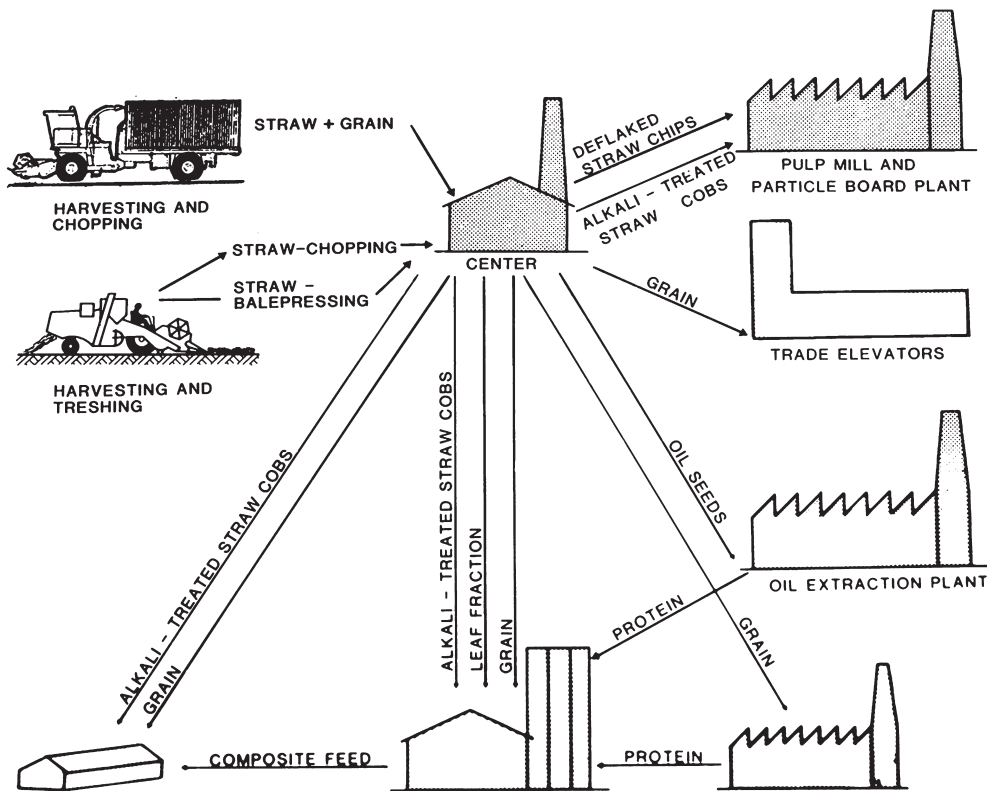 STRAW + GRAIN
DEFLAKED
STRAW CHIPS
ALKALI - TREATED
STRAW COBS
PULP MILL AND
PARTICLE BOARD PLANT
HARVESTING AND
CHOPPING
STRAW-CHOPPING
STRAW -
BALEPRESSING
CENTER
GRAIN
TRADE ELEVATORS
HARVESTING AND
TRESHING
ALKALI - TREATED STRAW COBS
GRAIN
ALKALI - TREATED STRAW COBS
LEAF FRACTION
GRAIN
OIL SEEDS
OIL EXTRACTION PLANT
PROTEIN
GRAIN
COMPOSITE FEED
PROTEIN